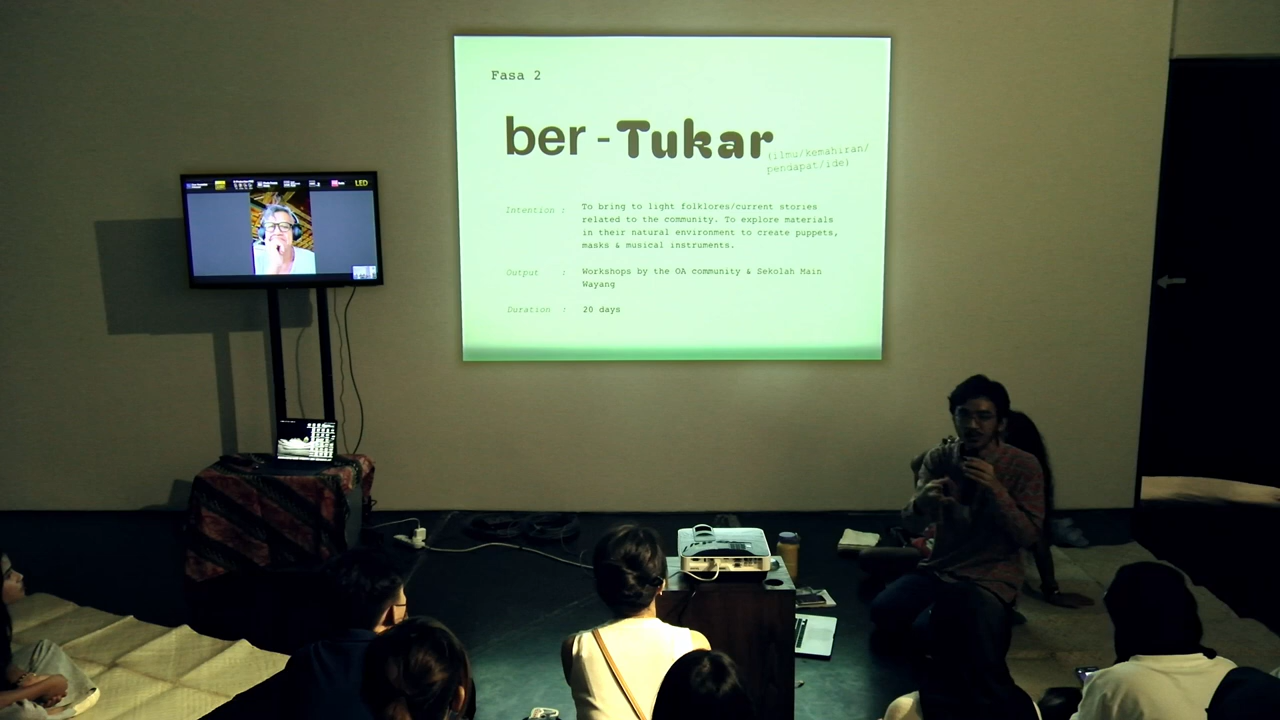 Fasa 2
ber - Tukar
(ilmu/kemahiran/
pendapat/ide)
Intention :
To bring to light folklores/current stories
related to the community. To explore materials
in their natural environment to create puppets,
masks & musical instruments.
Output :
Workshops by the OA community & Sekolah Main
Wayang
Duration :
20 days
LED